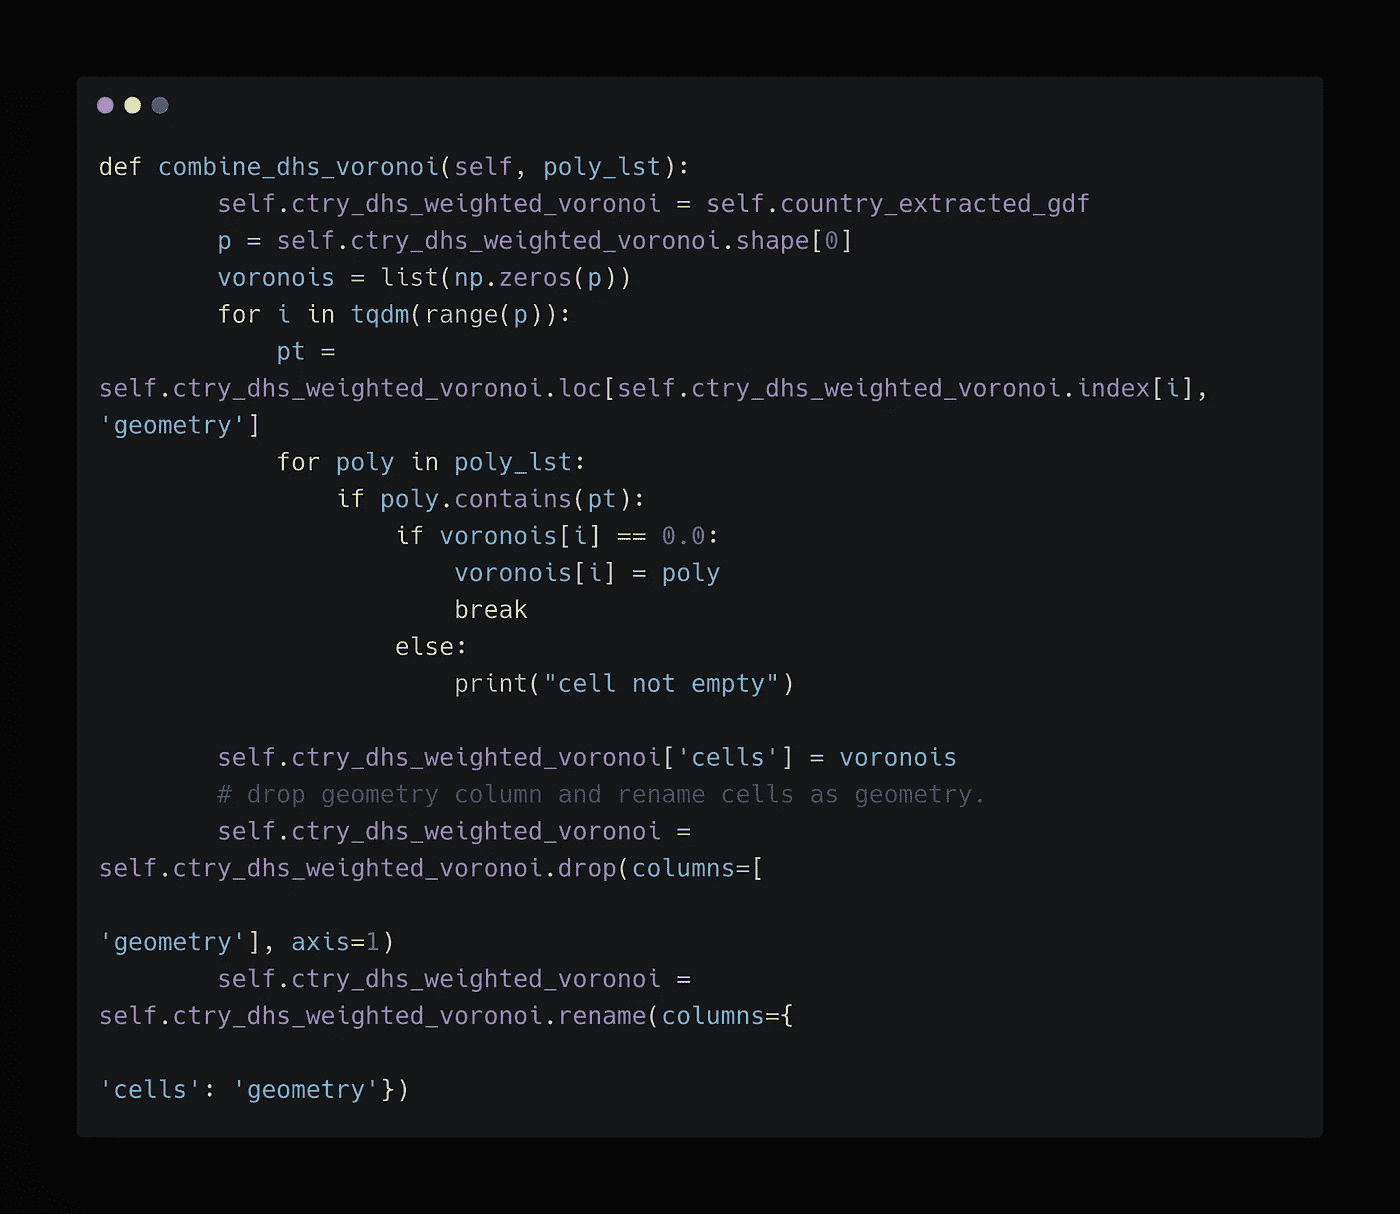 def combine_dhs_voronoi(self, poly_lst):
        self.ctry_dhs_weighted_voronoi = self.country_extracted_gdf
        p = self.ctry_dhs_weighted_voronoi.shape[0]
        voronois = list(np.zeros(p))
        for i in tqdm(range(p)):
            pt =
self.ctry_dhs_weighted_voronoi.loc[self.ctry_dhs_weighted_voronoi.index[i],
'geometry']
            for poly in poly_lst:
                if poly.contains(pt):
                    if voronois[i] == 0.0:
                        voronois[i] = poly
                        break
                    else:
                        print("cell not empty")
        self.ctry_dhs_weighted_voronoi['cells'] = voronois
        # drop geometry column and rename cells as geometry.
        self.ctry_dhs_weighted_voronoi =
self.ctry_dhs_weighted_voronoi.drop(columns=[
'geometry'], axis=1)
        self.ctry_dhs_weighted_voronoi =
self.ctry_dhs_weighted_voronoi.rename(columns={
'cells': 'geometry'})